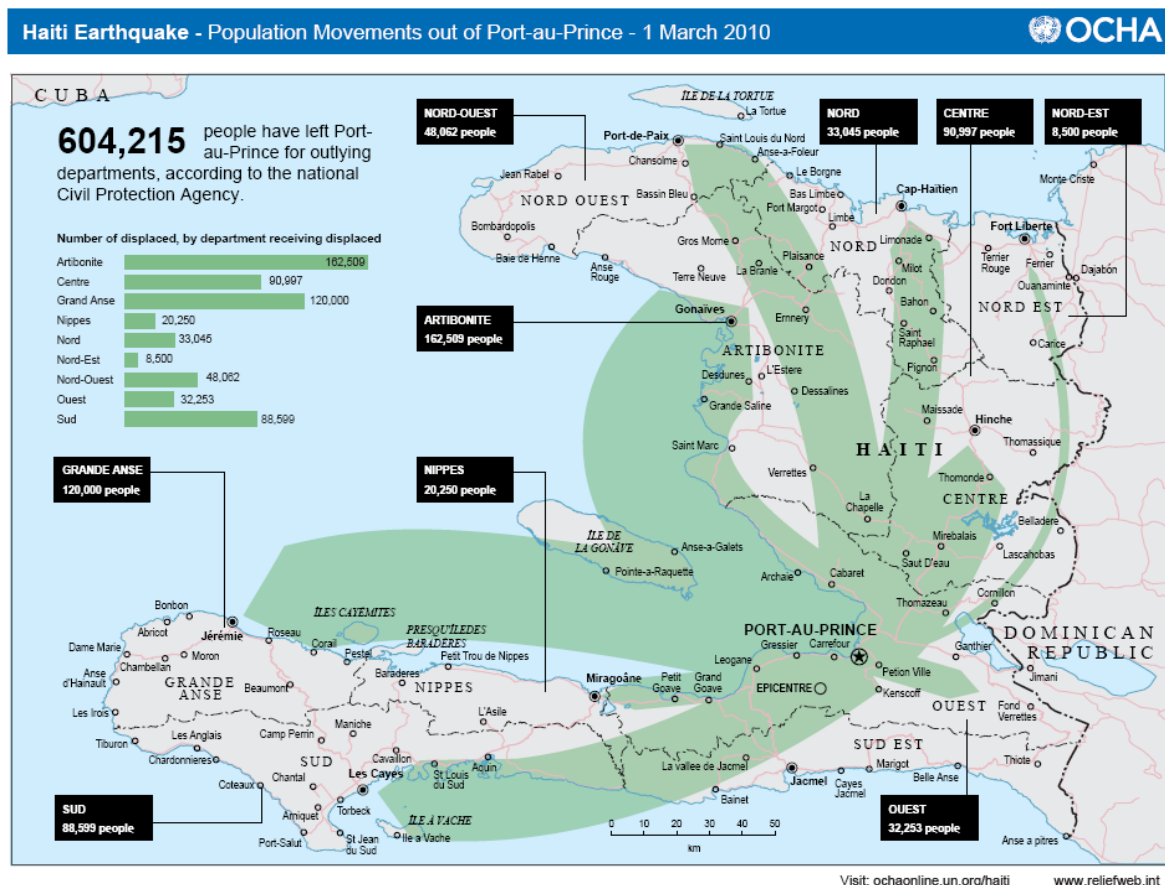 Haiti Earthquake - Population Movements out of Port-au-Prince - 1 March 2010
OCHA
CUBA
604,215 people have left Port-
au-Prince for outlying
departments, according to the national
Civil Protection Agency.
Number of displaced, by department receiving displaced
Artibonite 162,509
Centre 90,997
Grand Anse 120,000
Nippes 20,250
Nord 33,045
Nord-Est 8,500
Nord-Ouest 48,062
Ouest 32,253
Sud 88,599
NORD-OUEST
48,062 people
NORD
33,045 people
CENTRE
90,997 people
NORD-EST
8,500 people
ARTIBONITE
162,509 people
GRANDE ANSE
120,000 people
NIPPES
20,250 people
SUD
88,599 people
OUEST
32,253 people
ÎLE DE LA TORTUE
La Tortue
Port-de-Paix
Saint Louis du Nord
Anse-a-Foleur
Chansolme
Jean Rabel
Le Borgne
Bas Limbe
Cap-Haïtien
Monte Criste
NORD OUEST
Bassin Bleu
Port Margot
Limbe
Bombardopolis
Baie de Henne
Anse
Rouge
Gros Morne
NORD
Limonade
Fort Liberte
Terrier
Rouge
Ferrier
Dajabón
Ouanaminte
Terre Neuve
La Branle
Plaisance
Milot
Dondon
Bahon
NORD EST
Gonaïves
Ernnery
Saint
Raphael
Carice
ARTIBONITE
Pignon
L'Estere
Desdunes
Dessalines
Grande Saline
Maissade
Hinche
Saint Marc
HAITI
Thomassique
Verrettes
Thomonde
La
Chapelle
CENTRE
Belladere
Mirebalais
Lascahobas
Saut D'eau
ÎLE DE
LA GONÂVE
Anse-a-Galets
Pointe-a-Raquette
Archaie
Cabaret
Cornillon
Thomazeau
DOMINICAN
REPUBLIC
PORT-AU-PRINCE
Gressier
Carrefour
Ganthier
Leogane
Petion Ville
Jimani
EPICENTRE
Kenscoff
OUEST
Fond
Verrettes
Bonbon
Abricot
Jérémie
ÎLES CAYEMITES
PRESQU'ÎLEDES
BARADERES
Roseau
Corail
Pestel
Petit Trou de Nippes
Dame Marie
Chambellan
Moron
Anse
d'Hainault
GRANDE
ANSE
Beaumont
Baraderes
NIPPES
Miragoâne
Petit
Goave
Grand
Goave
Les Irois
L'Asile
Maniche
Camp Perrin
Tiburon
Les Anglais
Chardonnieres
SUD
Cavaillon
Aquin
La vallee de Jacmel
SUD EST
Coteaux
Chantal
Les Cayes
St Louis
du Sud
Jacmel
Cayes
Jacmel
Marigot
Belle Anse
Thiote
Bainet
Arniquet
Torbeck
ÎLE À VACHE
Ile a Vache
Port-Salut
St Jean
du Sud
Anse a pitres
0 10 20 30 40 50
km
Visit: ochaonline.un.org/haiti www.reliefweb.int